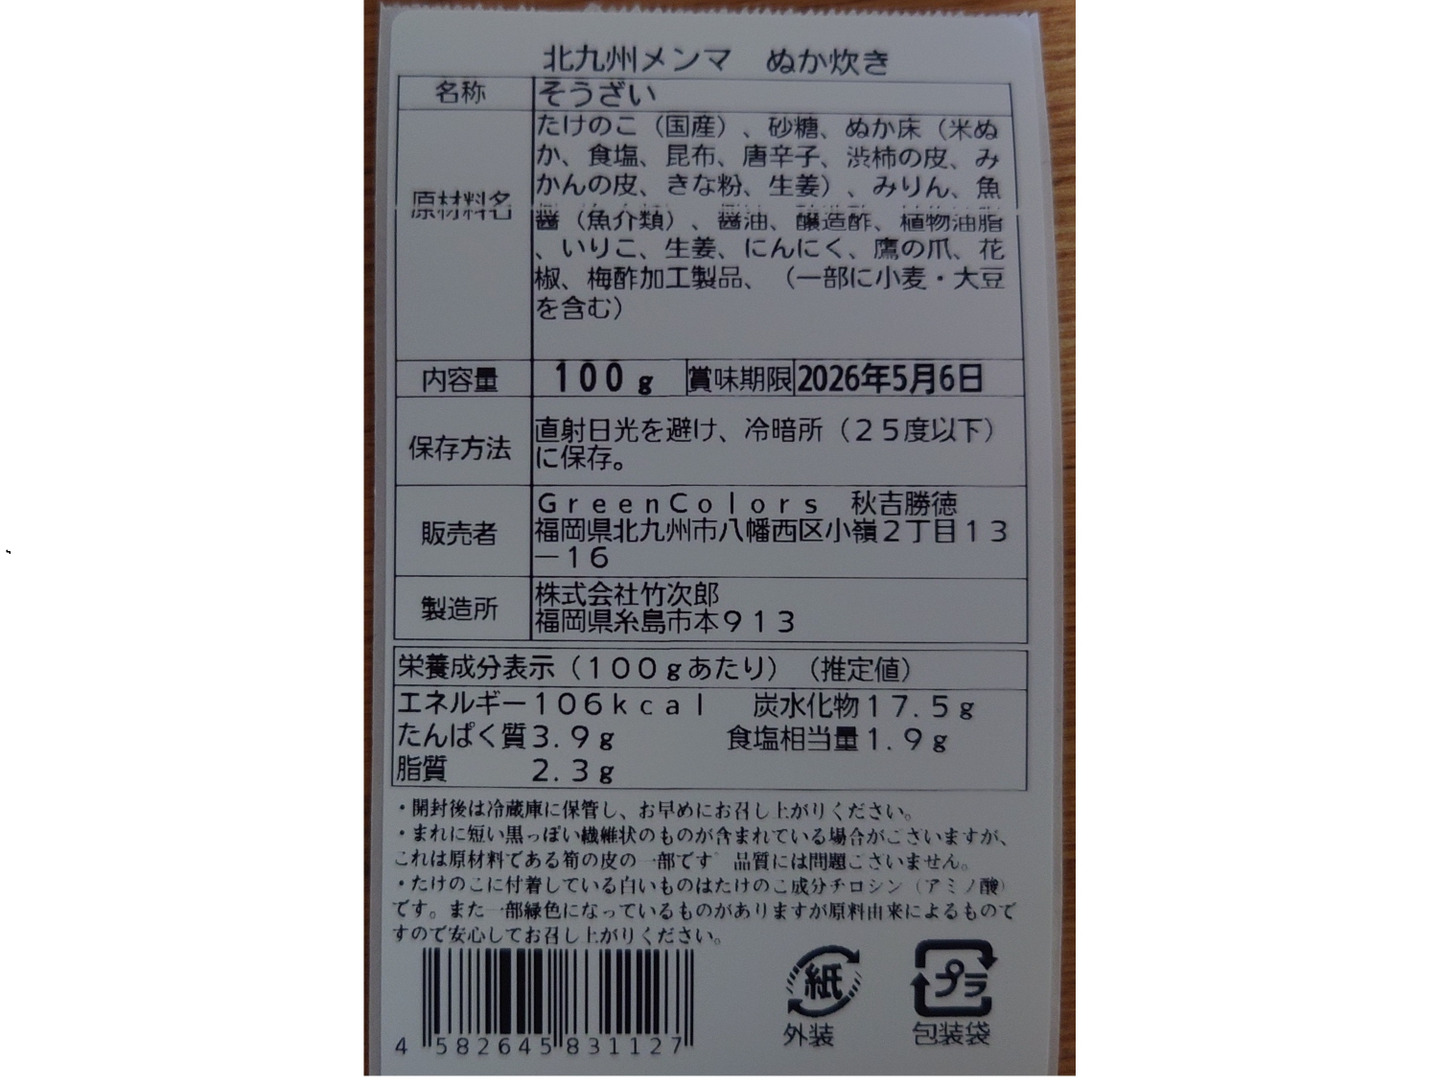 北九州メンマ　ぬか炊き
名称 そうざい
原材料名 たけのこ（国産）、砂糖、ぬか床（米ぬ
か、食塩、昆布、唐辛子、渋柿の皮、み
かんの皮、きな粉、生姜）、みりん、魚
醤（魚介類）、醤油、醸造酢、植物油脂
、いりこ、生姜、にんにく、鷹の爪、花
椒、梅酢加工製品、（一部に小麦・大豆
を含む）
内容量 100g 賞味期限 2026年5月6日
保存方法 直射日光を避け、冷暗所（２５度以下）
に保存。
販売者 ＧｒｅｅｎＣｏｌｏｒｓ　秋吉勝徳
福岡県北九州市八幡西区小嶺２丁目１３
－１６
製造所 株式会社竹次郎
福岡県糸島市本９１３
栄養成分表示（１００ｇあたり）（推定値）
エネルギー１０６ｋｃａｌ　炭水化物１７.５ｇ
たんぱく質３.９ｇ　食塩相当量１.９ｇ
脂質　２.３ｇ
・開封後は冷蔵庫に保管し、お早めにお召し上がりください。
・まれに短い黒っぽい繊維状のものが含まれている場合がございますが、
これは原材料である筍の皮の一部です　品質には問題ございません。
・たけのこに付着している白いものはたけのこ成分チロシン（アミノ酸）
です。また一部緑色になっているものがありますが原料由来によるもので
すので安心してお召し上がりください。
4 582645 831127
紙 外装
プラ 包装袋